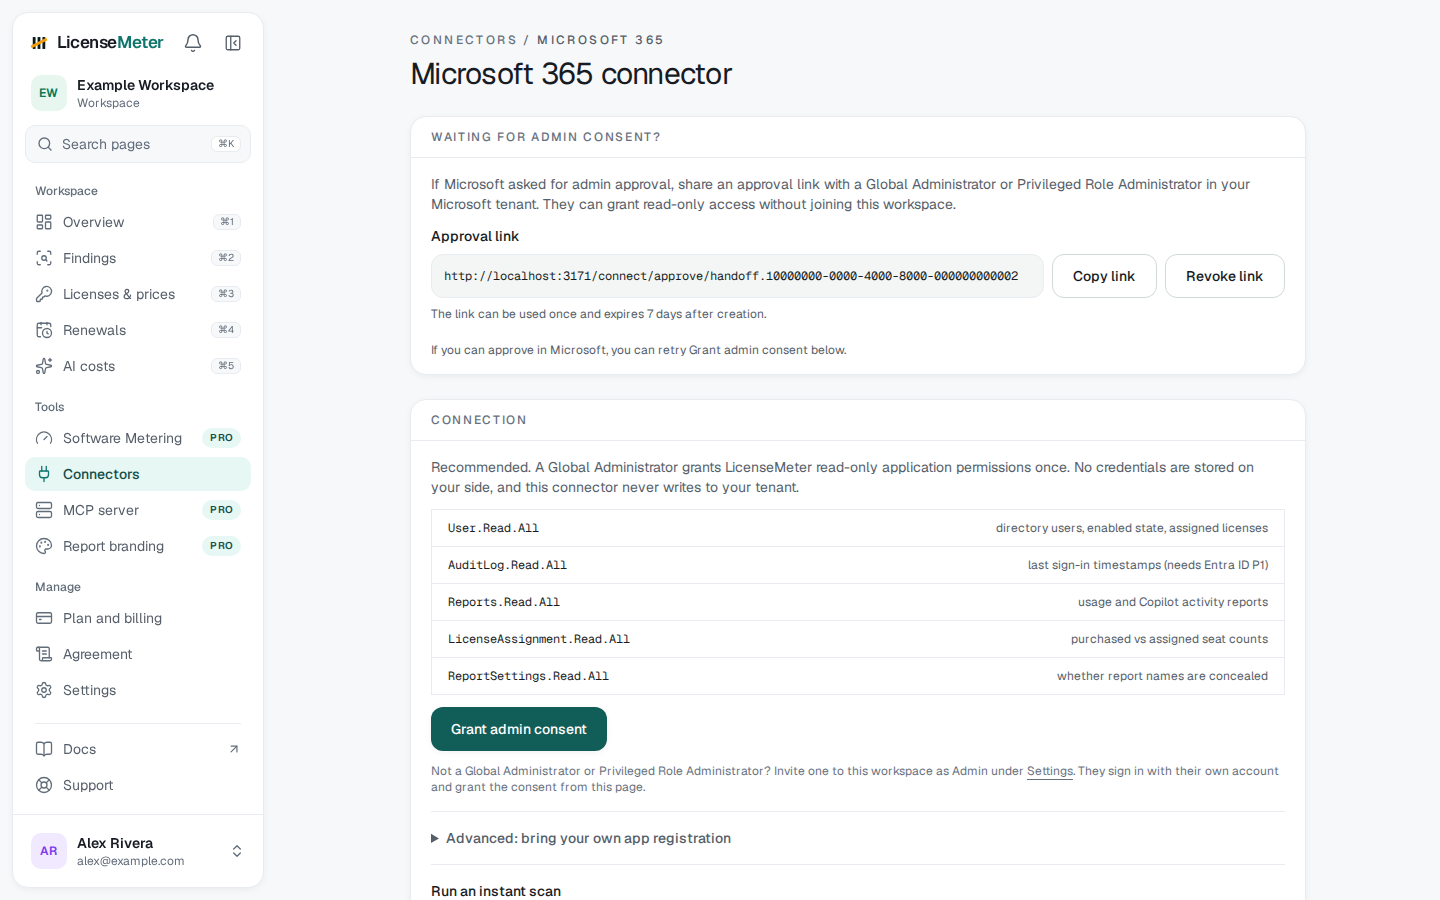 LicenseMeter
EW
Example Workspace
Workspace
Search pages
⌘K
Workspace
Overview
⌘1
Findings
⌘2
Licenses & prices
⌘3
Renewals
⌘4
AI costs
⌘5
Tools
Software Metering
PRO
Connectors
MCP server
PRO
Report branding
PRO
Manage
Plan and billing
Agreement
Settings
Docs
Support
AR
Alex Rivera
alex@example.com
CONNECTORS / MICROSOFT 365
Microsoft 365 connector
WAITING FOR ADMIN CONSENT?
If Microsoft asked for admin approval, share an approval link with a Global Administrator or Privileged Role Administrator in your
Microsoft tenant. They can grant read-only access without joining this workspace.
Approval link
http://localhost:3171/connect/approve/handoff.10000000-0000-4000-8000-000000000002
Copy link
Revoke link
The link can be used once and expires 7 days after creation.
If you can approve in Microsoft, you can retry Grant admin consent below.
CONNECTION
Recommended. A Global Administrator grants LicenseMeter read-only application permissions once. No credentials are stored on
your side, and this connector never writes to your tenant.
User.Read.All
directory users, enabled state, assigned licenses
AuditLog.Read.All
last sign-in timestamps (needs Entra ID P1)
Reports.Read.All
usage and Copilot activity reports
LicenseAssignment.Read.All
purchased vs assigned seat counts
ReportSettings.Read.All
whether report names are concealed
Grant admin consent
Not a Global Administrator or Privileged Role Administrator? Invite one to this workspace as Admin under Settings. They sign in with their own account
and grant the consent from this page.
Advanced: bring your own app registration
Run an instant scan